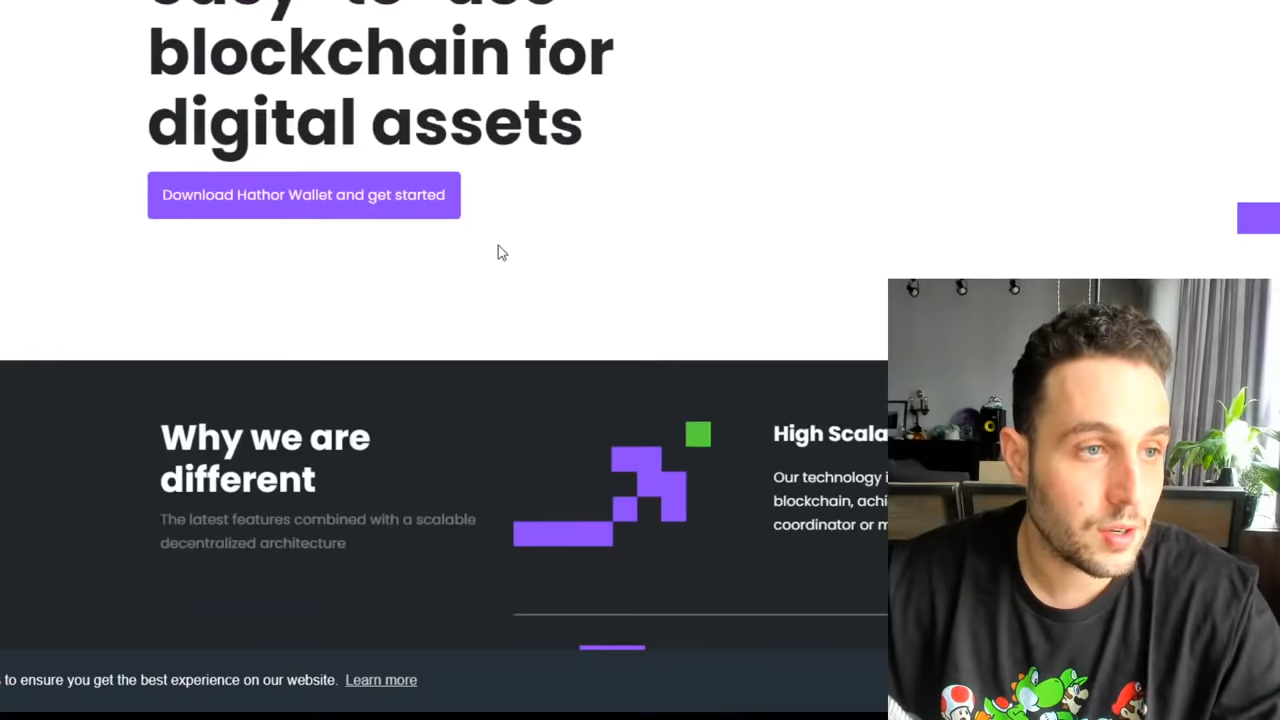 blockchain for
digital assets
Download Hathor Wallet and get started
Why we are
different
The latest features combined with a scalable
decentralized architecture
High Scala
Our technology i
blockchain, achi
coordinator or m
to ensure you get the best experience on our website. Learn more